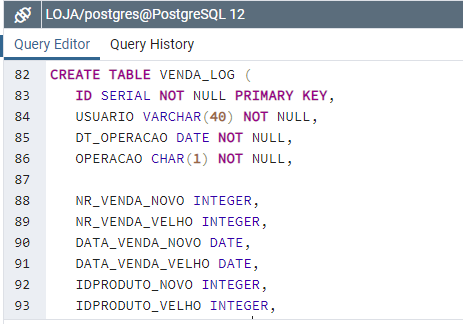 LOJA/postgres@PostgreSQL 12
Query Editor Query History
82 CREATE TABLE VENDA_LOG (
83 ID SERIAL NOT NULL PRIMARY KEY,
84 USUARIO VARCHAR(40) NOT NULL,
85 DT_OPERACAO DATE NOT NULL,
86 OPERACAO CHAR(1) NOT NULL,
87
88 NR_VENDA_NOVO INTEGER,
89 NR_VENDA_VELHO INTEGER,
90 DATA_VENDA_NOVO DATE,
91 DATA_VENDA_VELHO DATE,
92 IDPRODUTO_NOVO INTEGER,
93 IDPRODUTO_VELHO INTEGER,